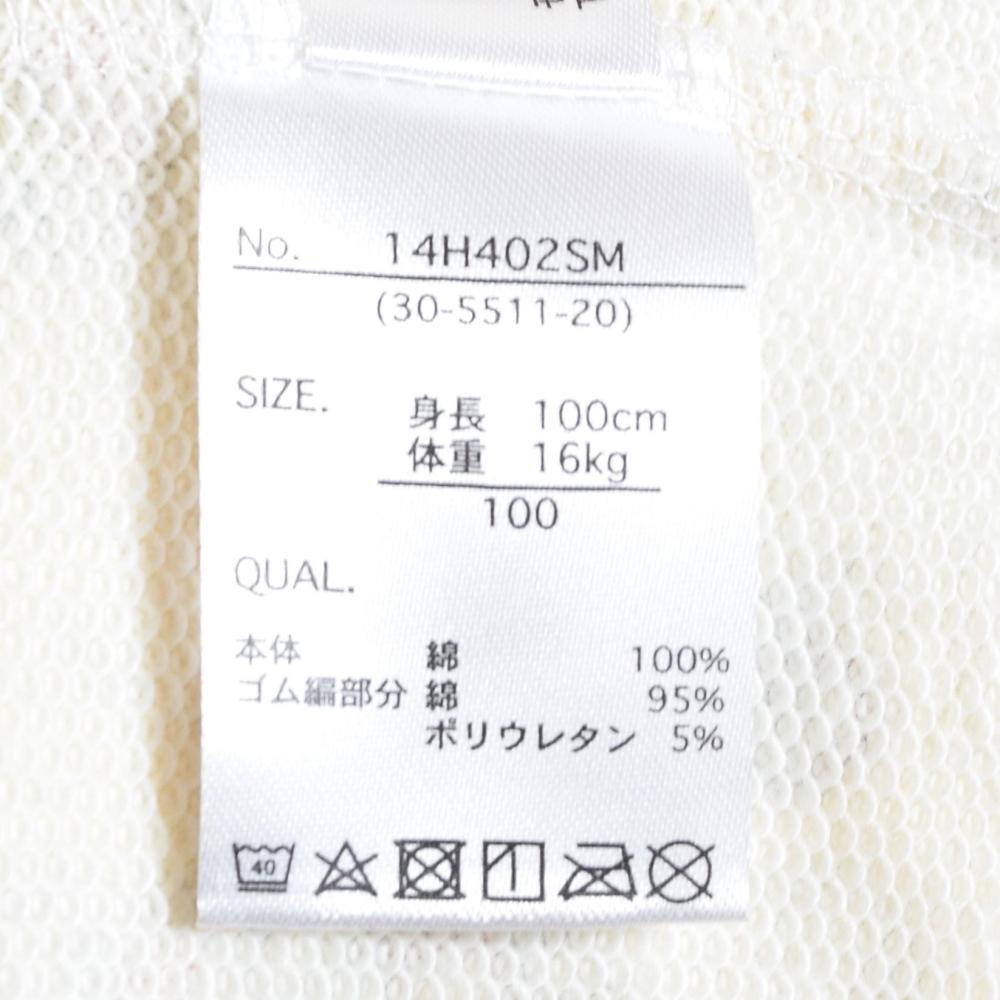 No. 14H402SM
(30-5511-20)
SIZE. 身長 100cm
体重 16kg
100
QUAL.
本体 綿 100%
ゴム編部分 綿 95%
ポリウレタン 5%
40